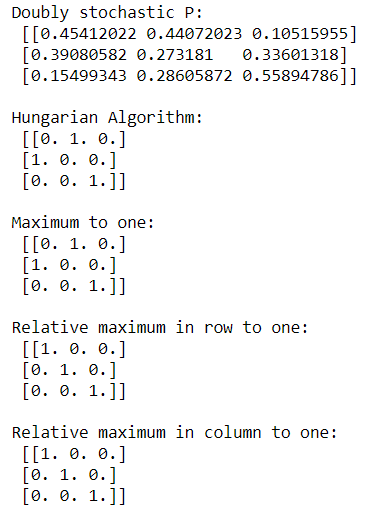 Doubly stochastic P:
[[0.45412022 0.44072023 0.10515955]
[0.39080582 0.273181   0.33601318]
[0.15499343 0.28605872 0.55894786]]
Hungarian Algorithm:
[[0. 1. 0.]
[1. 0. 0.]
[0. 0. 1.]]
Maximum to one:
[[0. 1. 0.]
[1. 0. 0.]
[0. 0. 1.]]
Relative maximum in row to one:
[[1. 0. 0.]
[0. 1. 0.]
[0. 0. 1.]]
Relative maximum in column to one:
[[1. 0. 0.]
[0. 1. 0.]
[0. 0. 1.]]